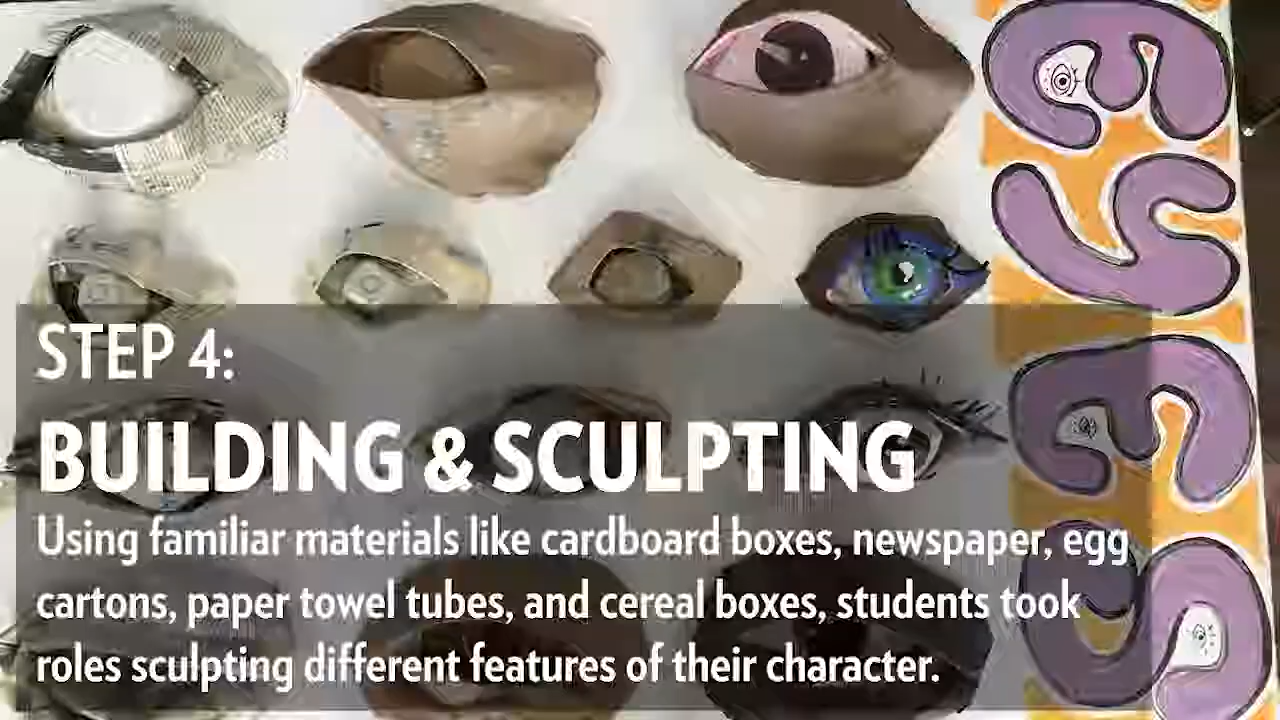 STEP 4:
BUILDING & SCULPTING
Using familiar materials like cardboard boxes, newspaper, egg
cartons, paper towel tubes, and cereal boxes, students took
roles sculpting different features of their character.
eyes